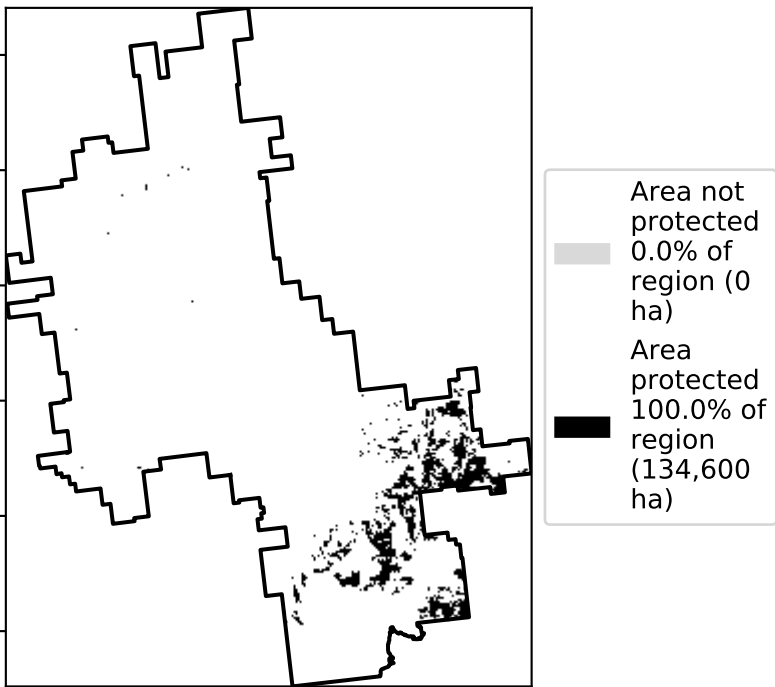 Area not
protected
0.0% of
region (0
ha)
Area
protected
100.0% of
region
(134,600
ha)